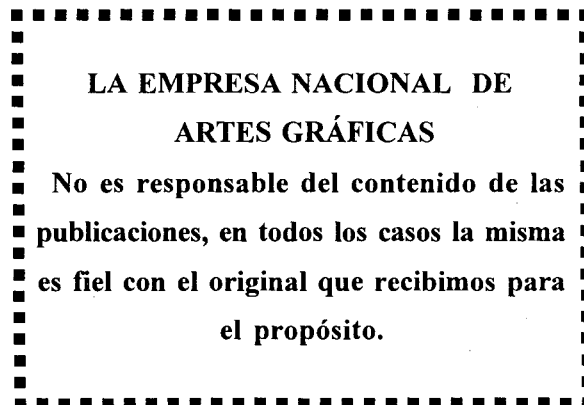 LA EMPRESA NACIONAL DE
ARTES GRÁFICAS
No es responsable del contenido de las
publicaciones, en todos los casos la misma
es fiel con el original que recibimos para
el propósito.